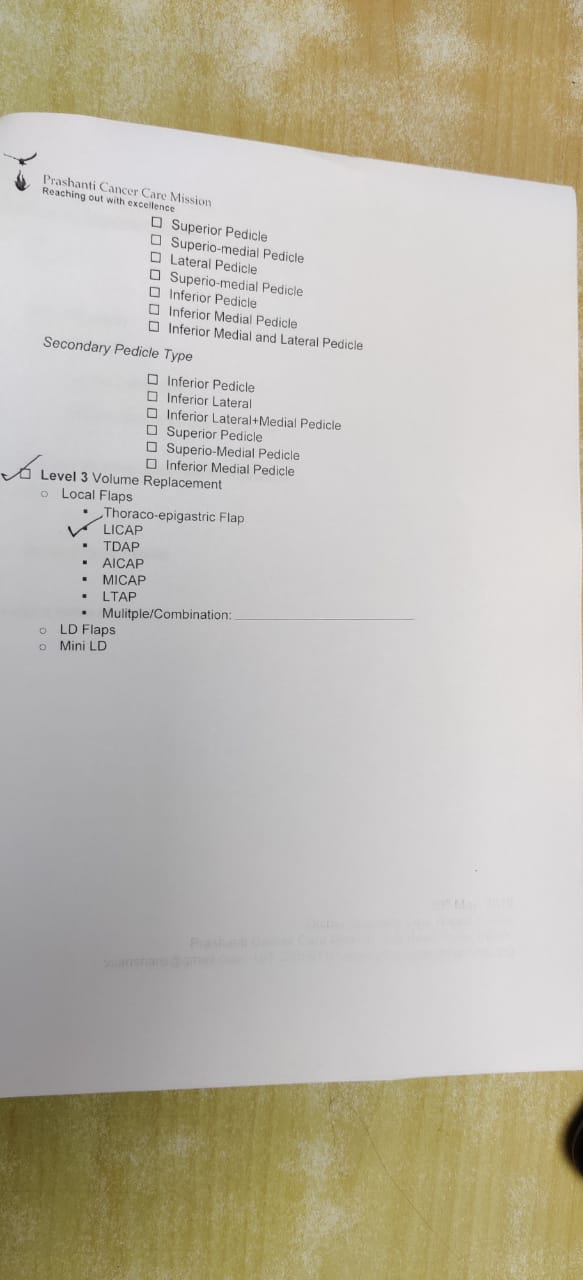 Prashanti Cancer Care Mission
Reaching out with excellence
☐ Superior Pedicle
☐ Superio-medial Pedicle
☐ Lateral Pedicle
☐ Superio-medial Pedicle
☐ Inferior Pedicle
☐ Inferior Medial Pedicle
☐ Inferior Medial and Lateral Pedicle
Secondary Pedicle Type
☐ Inferior Pedicle
☐ Inferior Lateral
☐ Inferior Lateral+Medial Pedicle
☐ Superior Pedicle
☐ Superio-Medial Pedicle
☐ Inferior Medial Pedicle
☑ Level 3 Volume Replacement
o Local Flaps
▪ Thoraco-epigastric Flap
✓ LICAP
▪ TDAP
▪ AICAP
▪ MICAP
▪ LTAP
▪ Mulitple/Combination: ____________________
o LD Flaps
o Mini LD